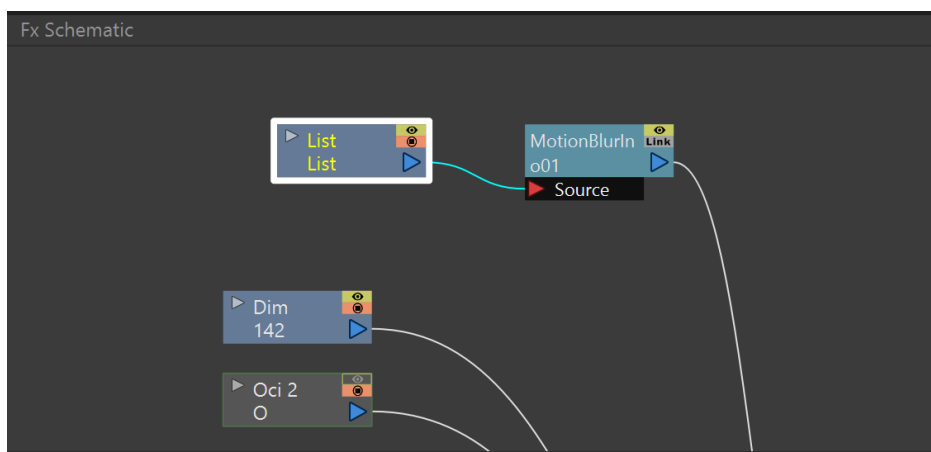 Fx Schematic
List
List
MotionBlurIn
o01
Link
Source
Dim
142
Oci 2
O